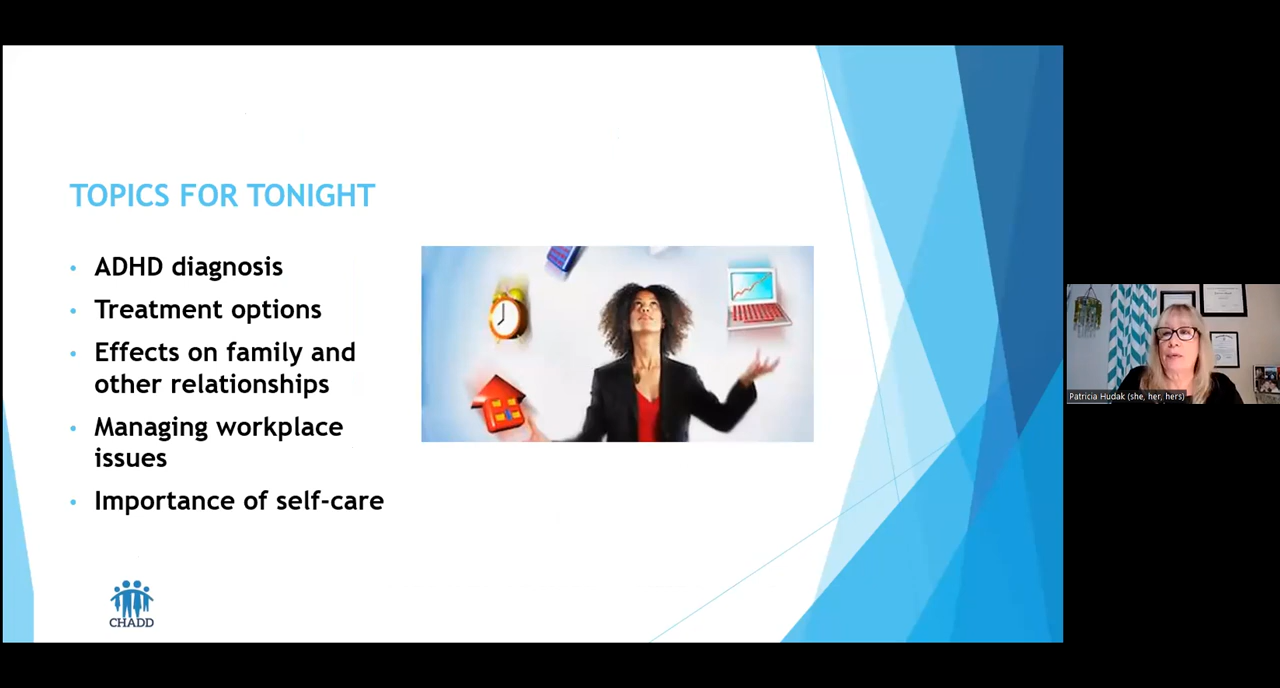 TOPICS FOR TONIGHT
• ADHD diagnosis
• Treatment options
• Effects on family and
other relationships
• Managing workplace
issues
• Importance of self-care
CHADD
Patricia Hudak (she, her, hers)